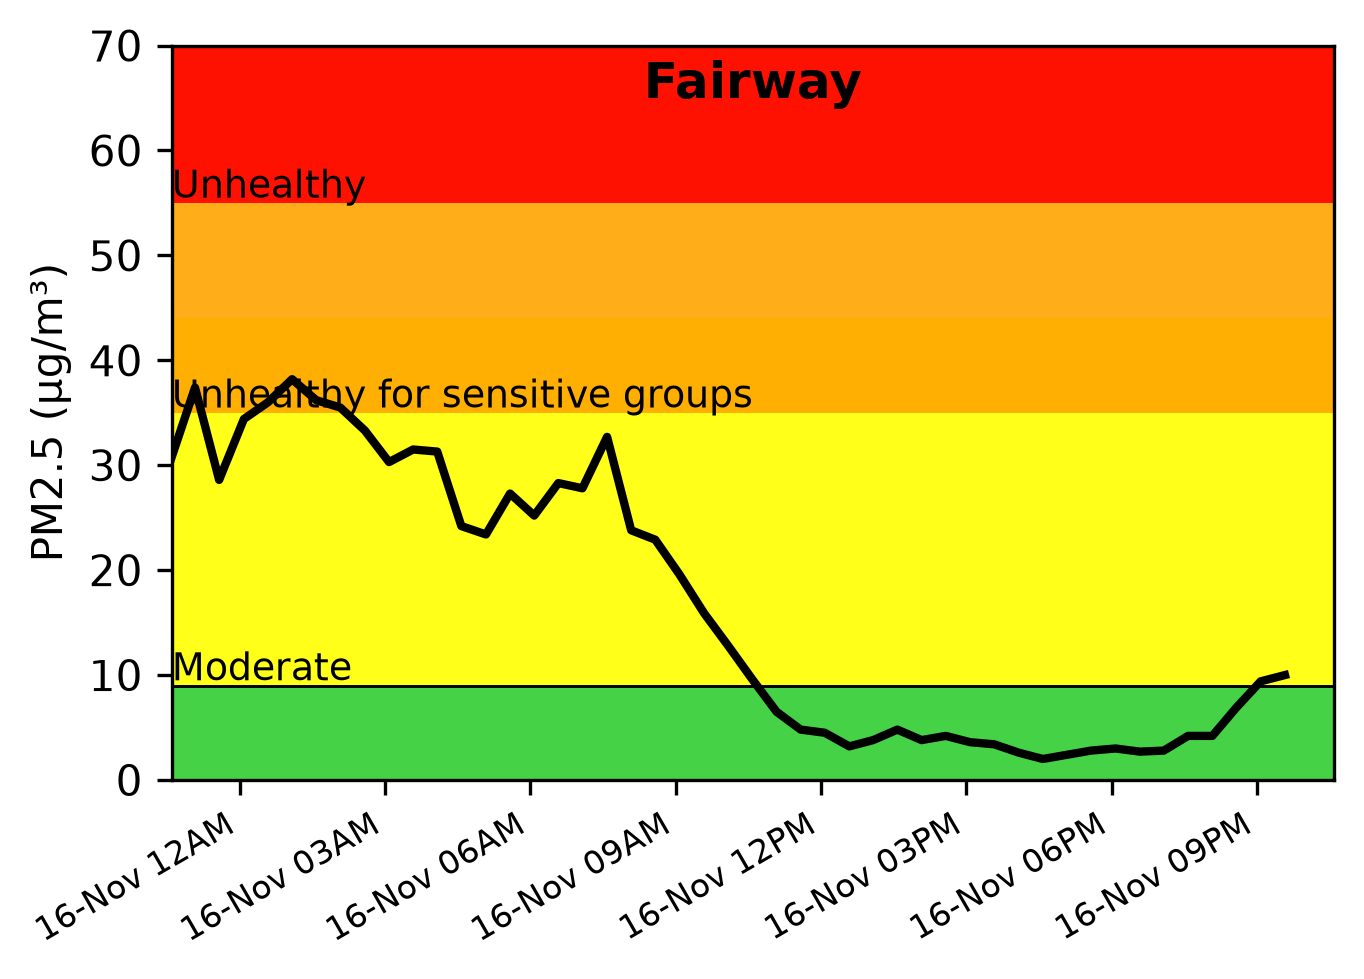 Fairway
70
60
50
40
30
20
10
0
PM2.5 (µg/m³)
Unhealthy
Unhealthy for sensitive groups
Moderate
16-Nov 12AM
16-Nov 03AM
16-Nov 06AM
16-Nov 09AM
16-Nov 12PM
16-Nov 03PM
16-Nov 06PM
16-Nov 09PM